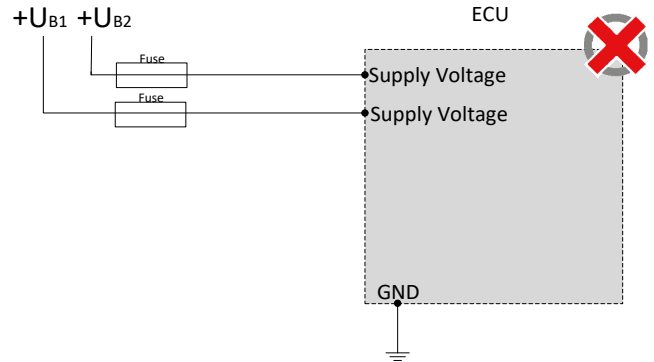 +UB1 +UB2
ECU
Fuse
Supply Voltage
Fuse
Supply Voltage
GND